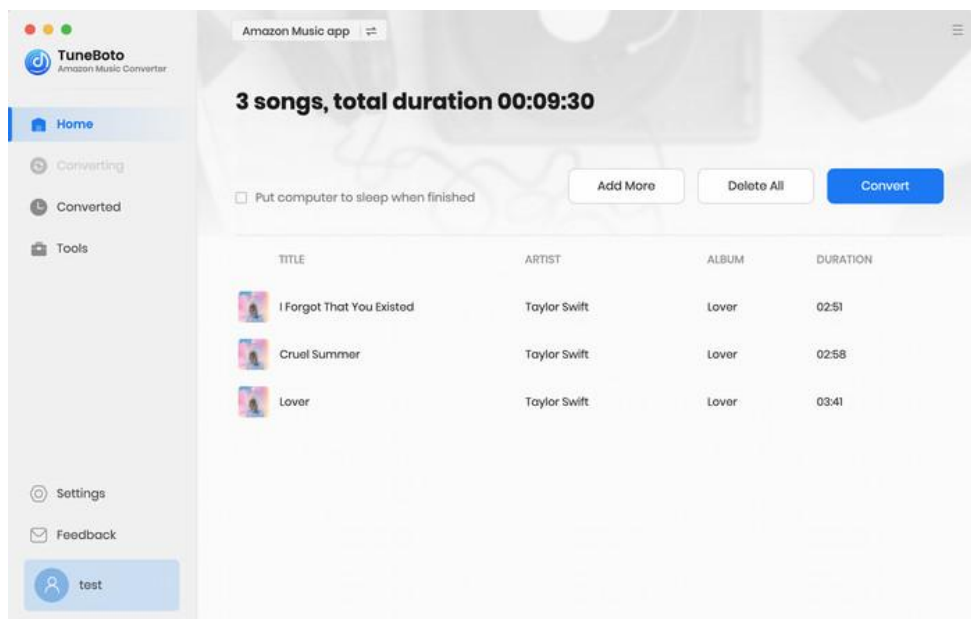 Amazon Music app
TuneBoto
Amazon Music Converter
3 songs, total duration 00:09:30
Home
Converting
Converted
Tools
Put computer to sleep when finished
Add More
Delete All
Convert
TITLE ARTIST ALBUM DURATION
I Forgot That You Existed Taylor Swift Lover 02:51
Cruel Summer Taylor Swift Lover 02:58
Lover Taylor Swift Lover 03:41
Settings
Feedback
test